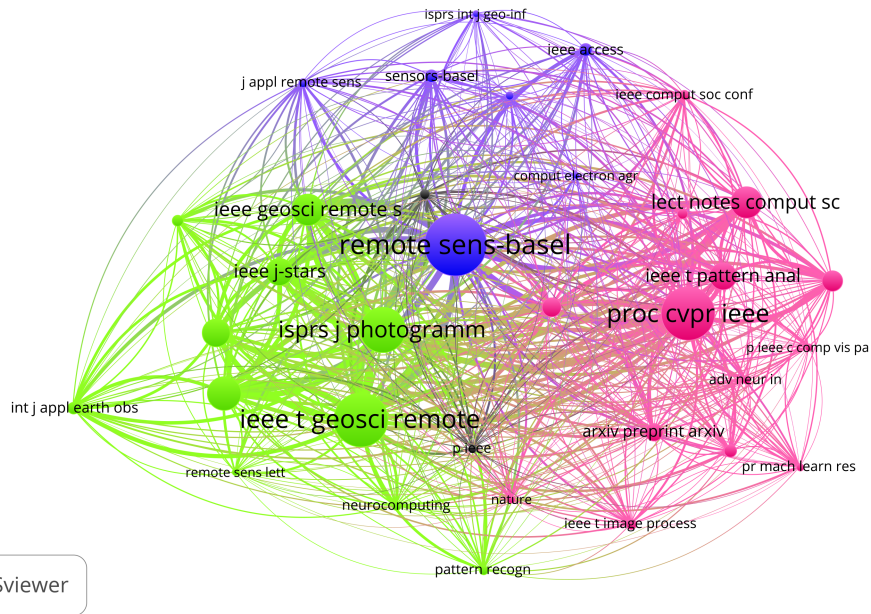 isprs int j geo-inf
ieee access
sensors-basel
j appl remote sens
ieee comput soc conf
comput electron agr
lect notes comput sc
ieee geosci remote s
remote sens-basel
ieee j-stars
ieee t pattern anal
proc cvpr ieee
isprs j photogramm
p ieee c comp vis pa
adv neur in
int j appl earth obs
ieee t geosci remote
arxiv preprint arxiv
p ieee
pr mach learn res
remote sens lett
nature
neurocomputing
ieee t image process
pattern recogn
Sviewer